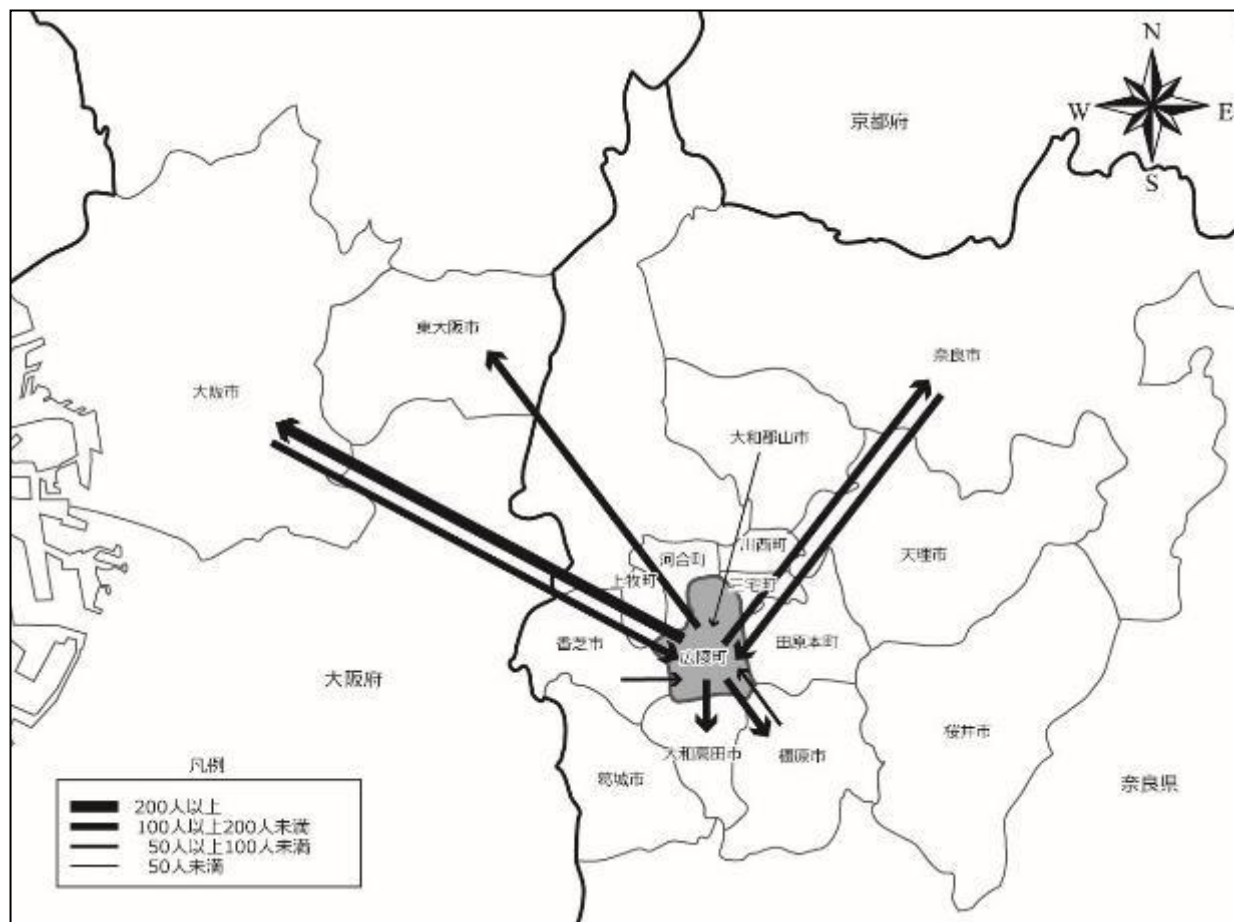 N
京都府
W
E
S
東大阪市
奈良市
大阪市
大和郡山市
川西町
河合町
天理市
上牧町
三宅町
香芝市
田原本町
広陵町
大阪府
桜井市
大和高田市
橿原市
葛城市
奈良県
凡例
200人以上
100人以上200人未満
50人以上100人未満
50人未満